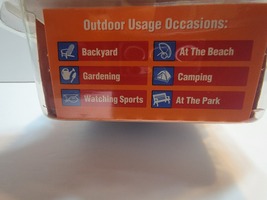 Outdoor Usage Occasions:
Backyard
At The Beach
Gardening
Camping
Watching Sports
At The Park